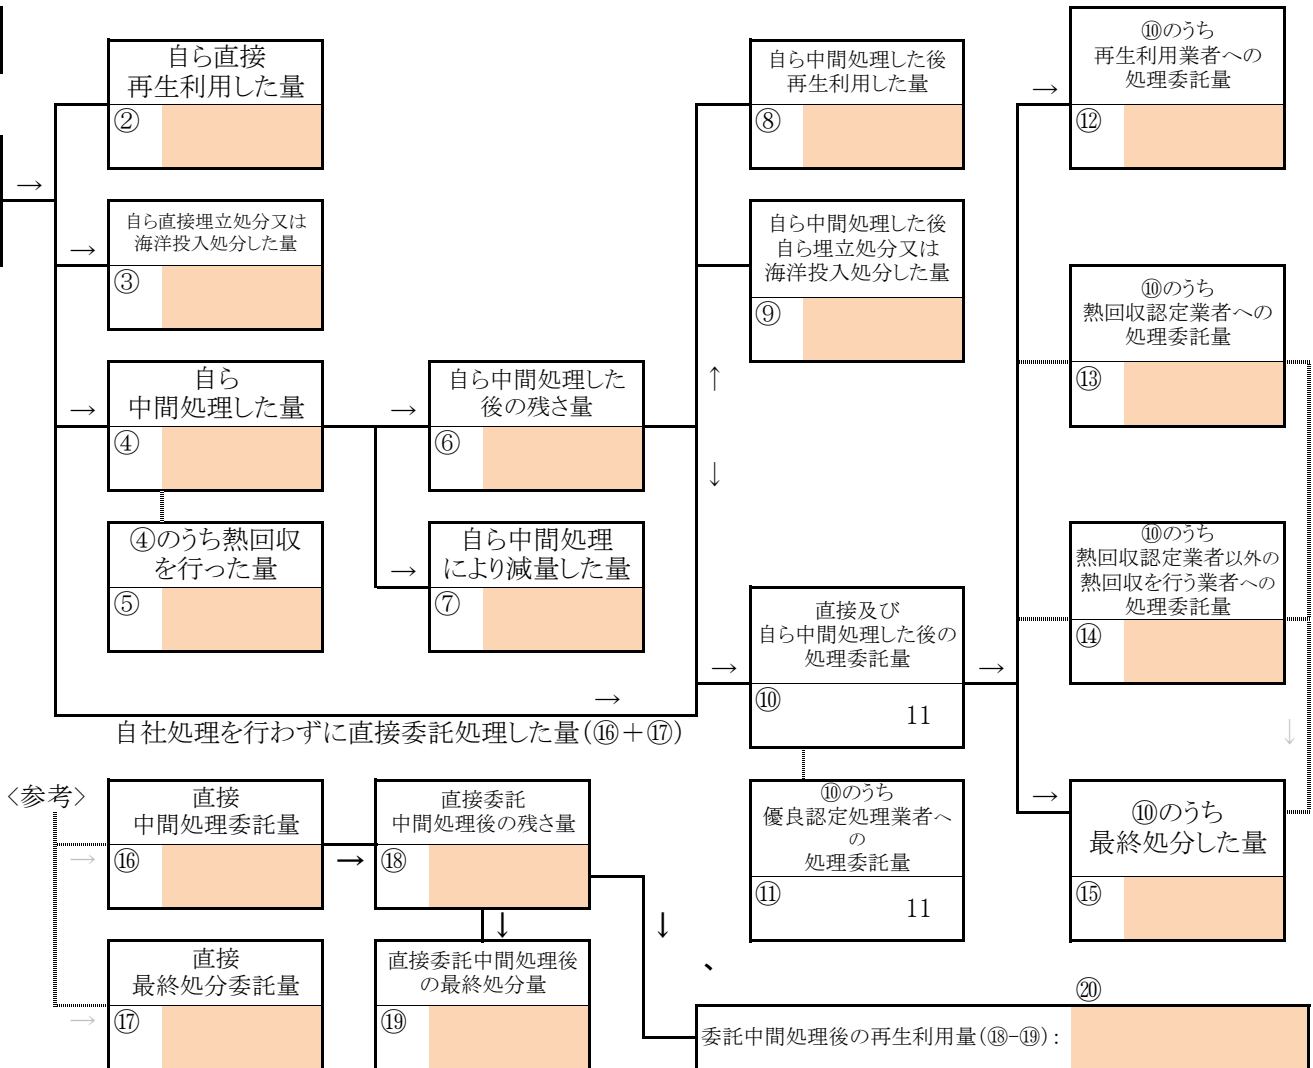 自ら直接
再生利用した量
②
→
自ら直接埋立処分又は
海洋投入処分した量
→
③
自ら
中間処理した量
→
④
④のうち熱回収
を行った量
⑤
→
自ら中間処理した
後の残さ量
⑥
自ら中間処理
により減量した量
→
⑦
自ら中間処理した後
再生利用した量
⑧
自ら中間処理した後
自ら埋立処分又は
海洋投入処分した量
⑨
↑
↓
→
自社処理を行わずに直接委託処理した量(⑯+⑰)
→
直接及び
自ら中間処理した後の
処理委託量
⑩
11
⑩のうち
優良認定処理業者へ
の
処理委託量
⑪
11
→
→
⑩のうち
再生利用業者への
処理委託量
⑫
⑩のうち
熱回収認定業者への
処理委託量
⑬
⑩のうち
熱回収認定業者以外の
熱回収を行う業者への
処理委託量
⑭
↓
→
⑩のうち
最終処分した量
⑮
<参考>
直接
中間処理委託量
→
⑯
→
直接委託
中間処理後の残さ量
⑱
↓
↓
直接
最終処分委託量
→
⑰
直接委託中間処理後
の最終処分量
⑲
、
⑳
委託中間処理後の再生利用量(⑱-⑲):